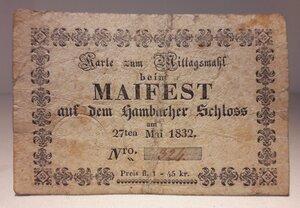 Karte zum Mittagsmahl
beim
MAIFEST
auf dem Hambacher Schloss
am
27ten Mai 1832.
Nro. 321.
Preis fl. 1 - 45 kr.